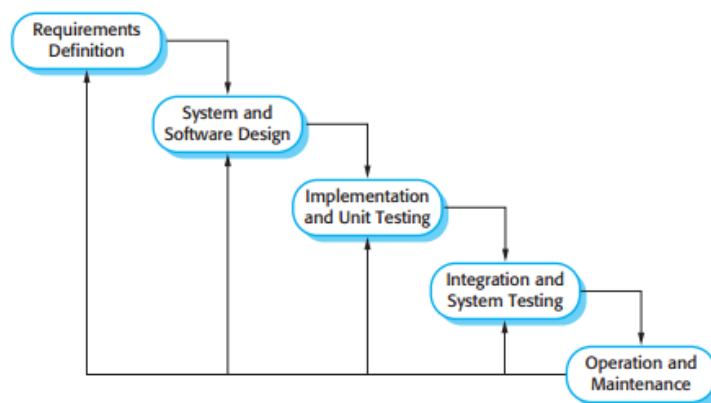 Requirements
Definition
System and
Software Design
Implementation
and Unit Testing
Integration and
System Testing
Operation and
Maintenance